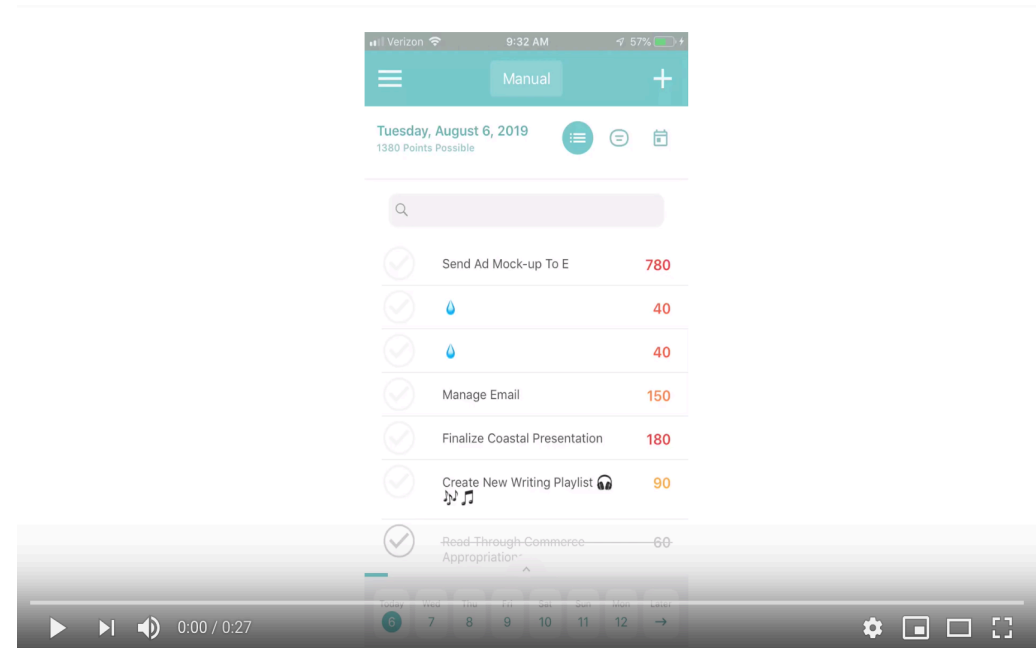 Verizon 9:32 AM 57%
Manual
Tuesday, August 6, 2019
1380 Points Possible
Send Ad Mock-up To E 780
💧 40
💧 40
Manage Email 150
Finalize Coastal Presentation 180
Create New Writing Playlist 🎧 90
🎶 🎵
Read Through Commerce 60
Appropriations
Today Wed Thu Fri Sat Sun Mon Later
6 7 8 9 10 11 12 →
0:00 / 0:27